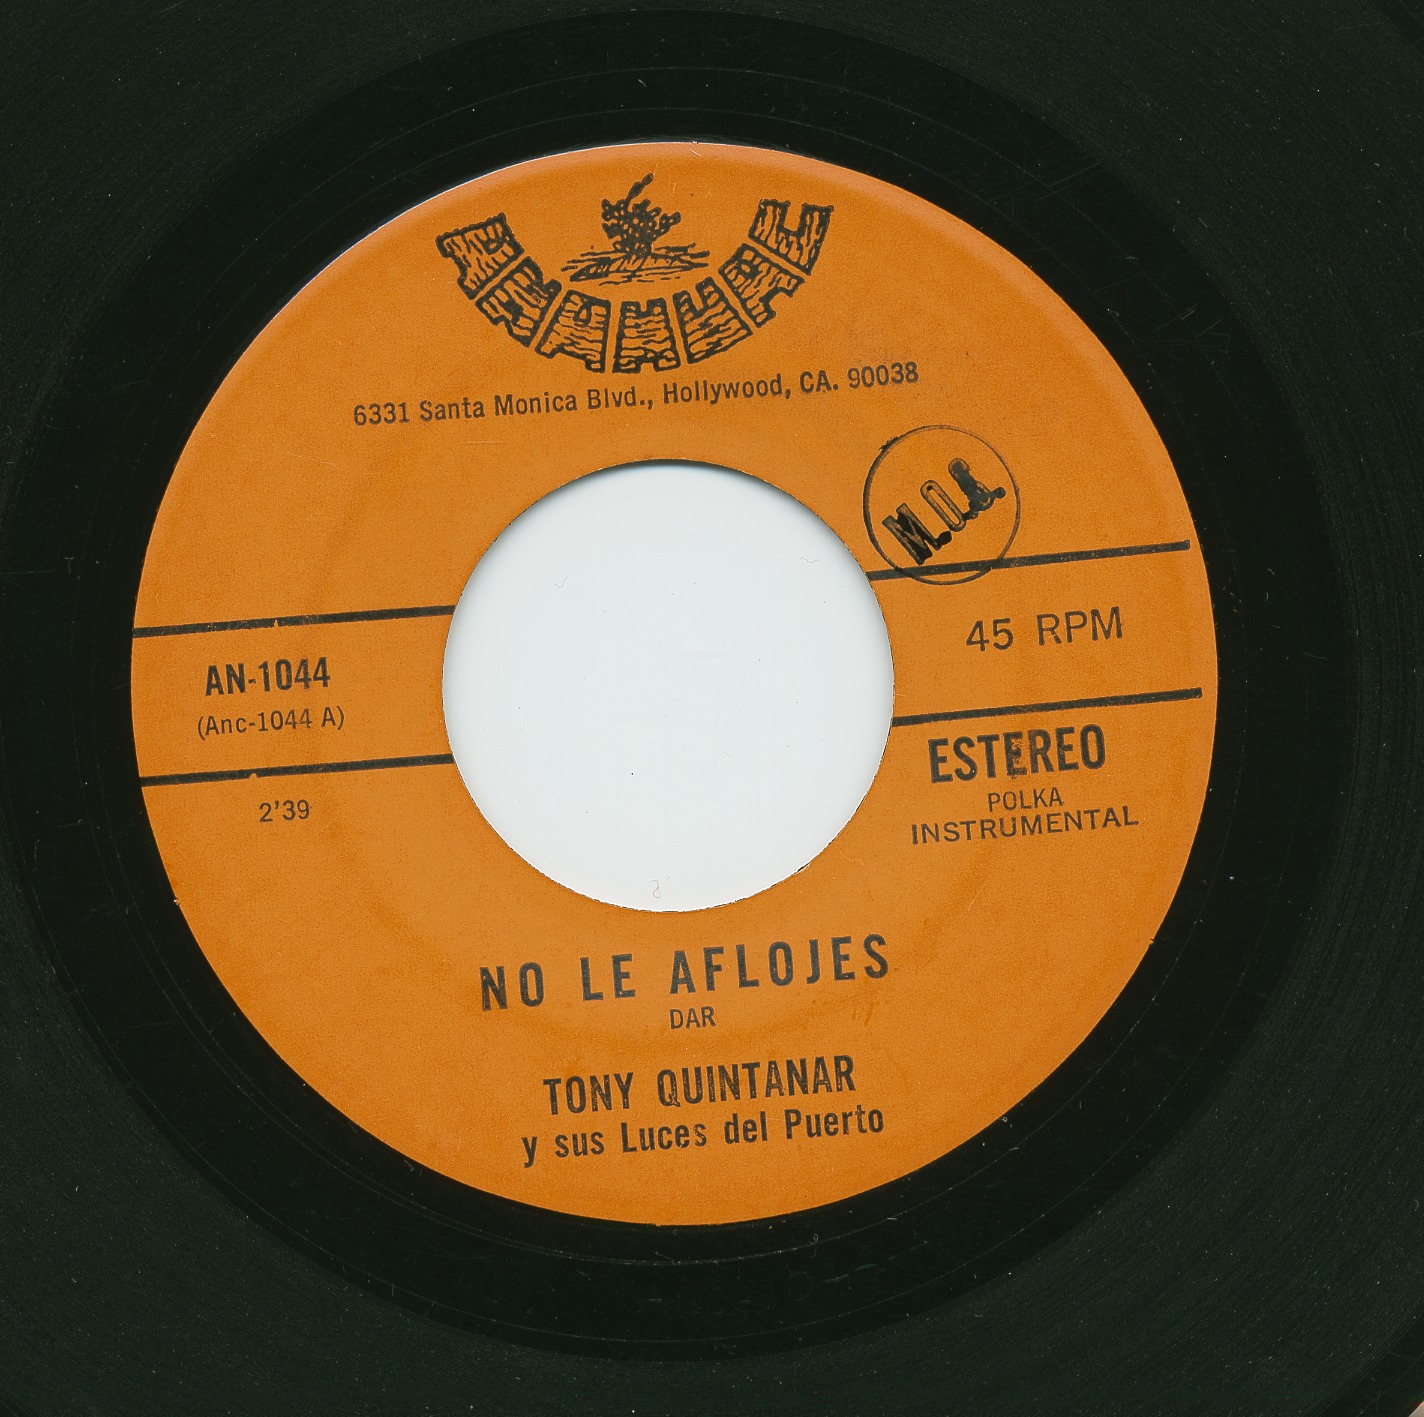 ANAHUAC
6331 Santa Monica Blvd., Hollywood, CA. 90038
M.O.S.
45 RPM
AN-1044
(Anc-1044 A)
2'39
ESTEREO
POLKA
INSTRUMENTAL
NO LE AFLOJES
DAR
TONY QUINTANAR
y sus Luces del Puerto